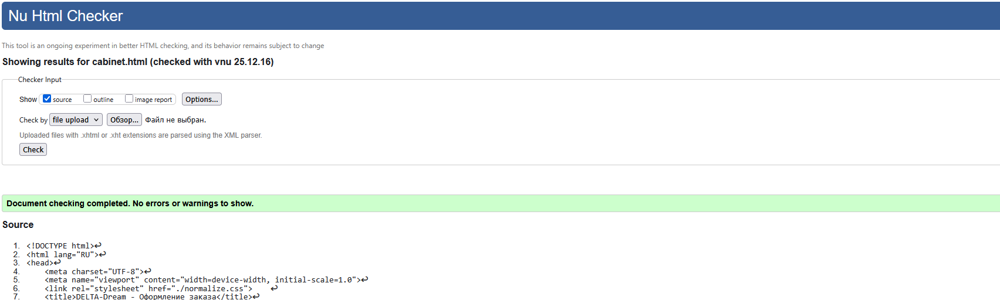 Nu Html Checker
This tool is an ongoing experiment in better HTML checking, and its behavior remains subject to change
Showing results for cabinet.html (checked with vnu 25.12.16)
Checker Input
Show source outline image report Options...
Check by file upload Обзор... Файл не выбран.
Uploaded files with .xhtml or .xht extensions are parsed using the XML parser.
Check
Document checking completed. No errors or warnings to show.
Source
1. <!DOCTYPE html>↩
2. <html lang="RU">↩
3. <head>↩
4. <meta charset="UTF-8">↩
5. <meta name="viewport" content="width=device-width, initial-scale=1.0">↩
6. <link rel="stylesheet" href="./normalize.css">    ↩
7. <title>DELTA-Dream - Оформление заказа</title>↩